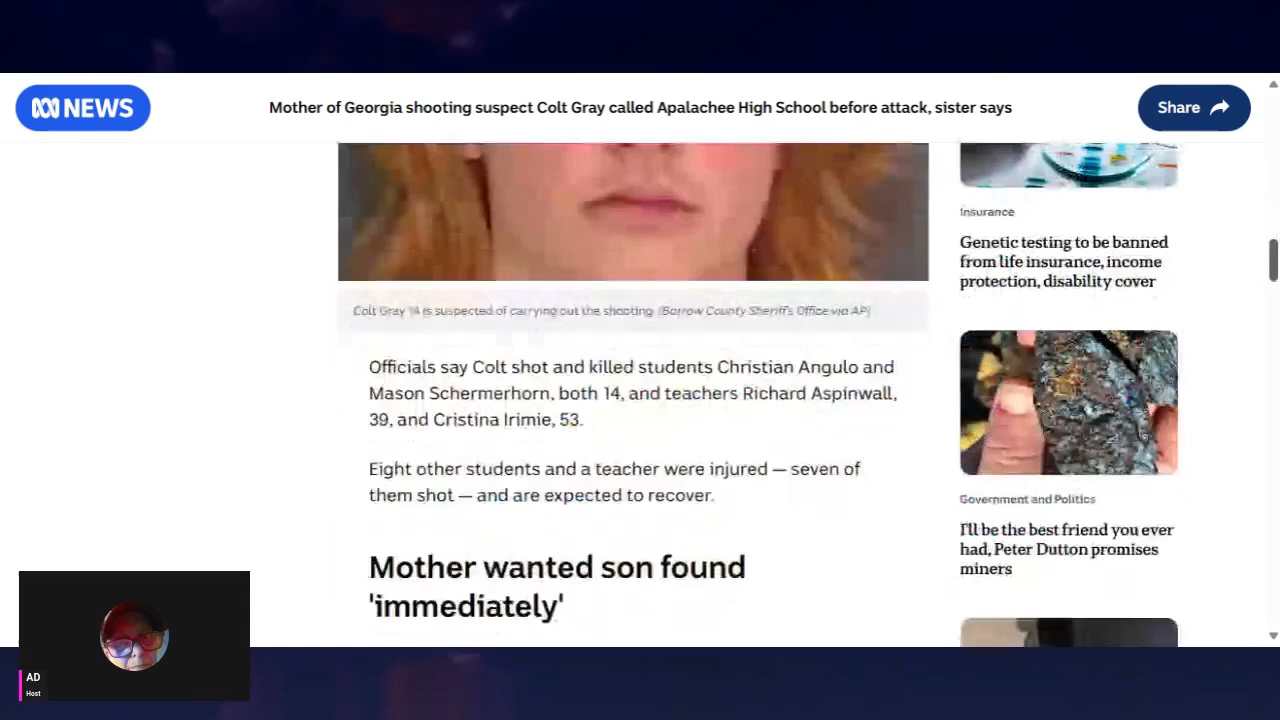 NEWS
Mother of Georgia shooting suspect Colt Gray called Apalachee High School before attack, sister says
Share
Colt Gray 14 is suspected of carrying out the shooting. (Barrow County Sheriff's Office via AP)
Officials say Colt shot and killed students Christian Angulo and
Mason Schermerhorn, both 14, and teachers Richard Aspinwall,
39, and Cristina Irimie, 53.
Eight other students and a teacher were injured — seven of
them shot — and are expected to recover.
Mother wanted son found
'immediately'
Insurance
Genetic testing to be banned
from life insurance, income
protection, disability cover
Government and Politics
I'll be the best friend you ever
had, Peter Dutton promises
miners
AD
Host